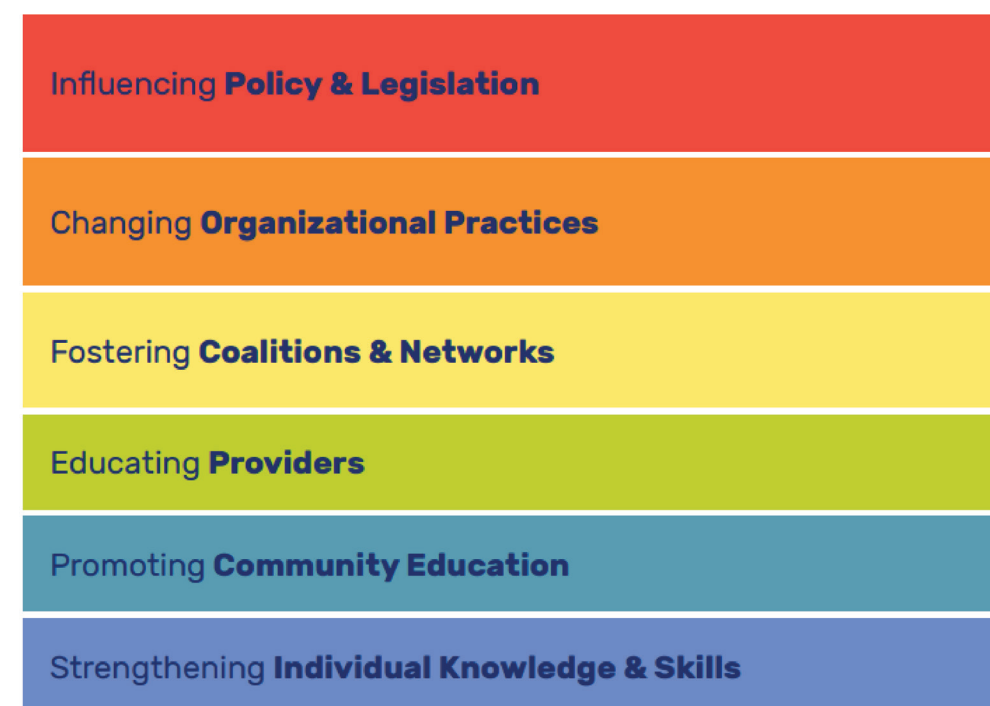 Influencing Policy & Legislation
Changing Organizational Practices
Fostering Coalitions & Networks
Educating Providers
Promoting Community Education
Strengthening Individual Knowledge & Skills